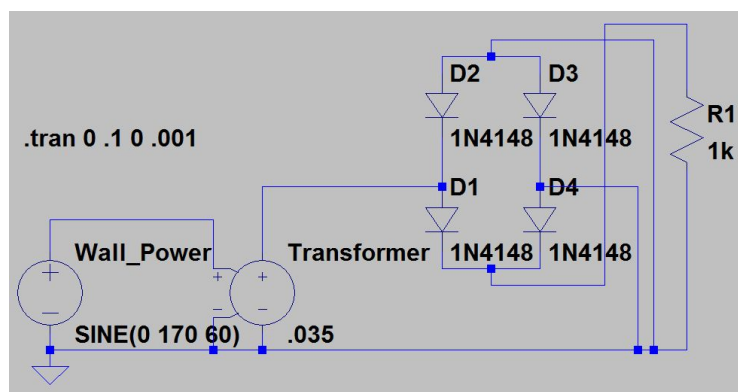 D2
D3
.tran 0 .1 0 .001
1N4148
1N4148
R1
1k
D1
D4
Wall_Power
Transformer
1N4148
1N4148
SINE(0 170 60)
.035